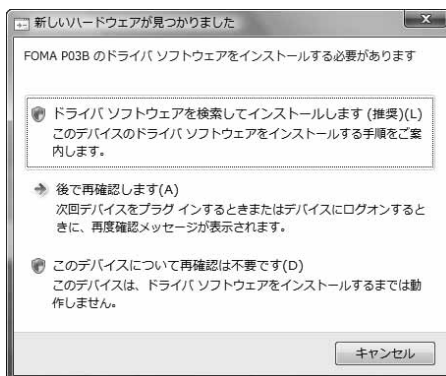 新しいハードウェアが見つかりました
FOMA P03B のドライバ ソフトウェアをインストールする必要があります
ドライバ ソフトウェアを検索してインストールします (推奨)(L)
このデバイスのドライバ ソフトウェアをインストールする手順をご案
内します。
後で再確認します(A)
次回デバイスをプラグ インするときまたはデバイスにログオンすると
きに、再度確認メッセージが表示されます。
このデバイスについて再確認は不要です(D)
このデバイスは、ドライバ ソフトウェアをインストールするまでは動
作しません。
キャンセル